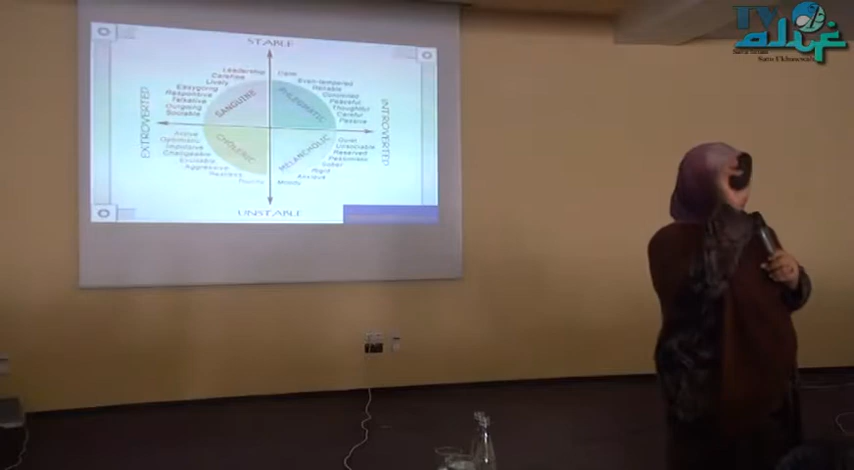 STABLE
Leadership
Carefree
Lively
Easygoing
Responsive
Talkative
Outgoing
Sociable
Calm
Even-tempered
Reliable
Controlled
Peaceful
Thoughtful
Careful
Passive
SANGUINE
PHLEGMATIC
EXTROVERTED
INTROVERTED
CHOLERIC
MELANCHOLIC
Active
Optimistic
Impulsive
Changeable
Excitable
Aggressive
Restless
Touchy
Quiet
Unsociable
Reserved
Pessimistic
Sober
Rigid
Anxious
Moody
UNSTABLE
TV